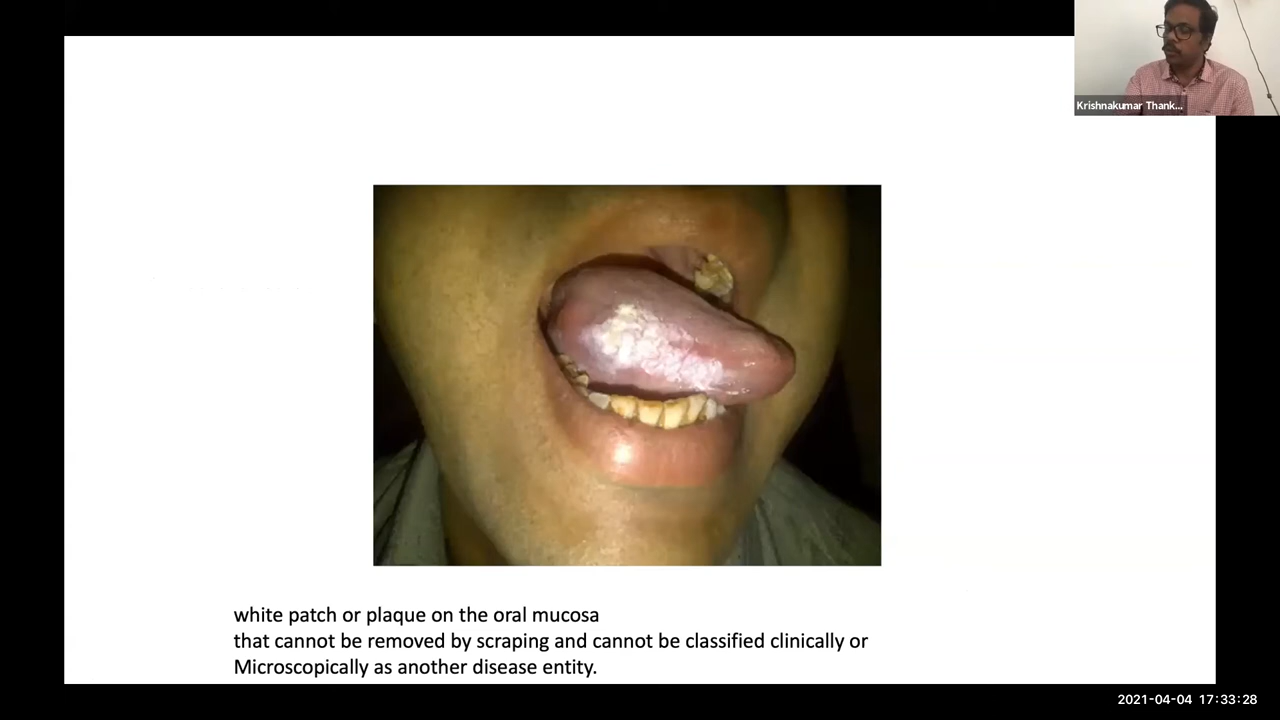 Krishnakumar Thank...
white patch or plaque on the oral mucosa
that cannot be removed by scraping and cannot be classified clinically or
Microscopically as another disease entity.
2021-04-04 17:33:28